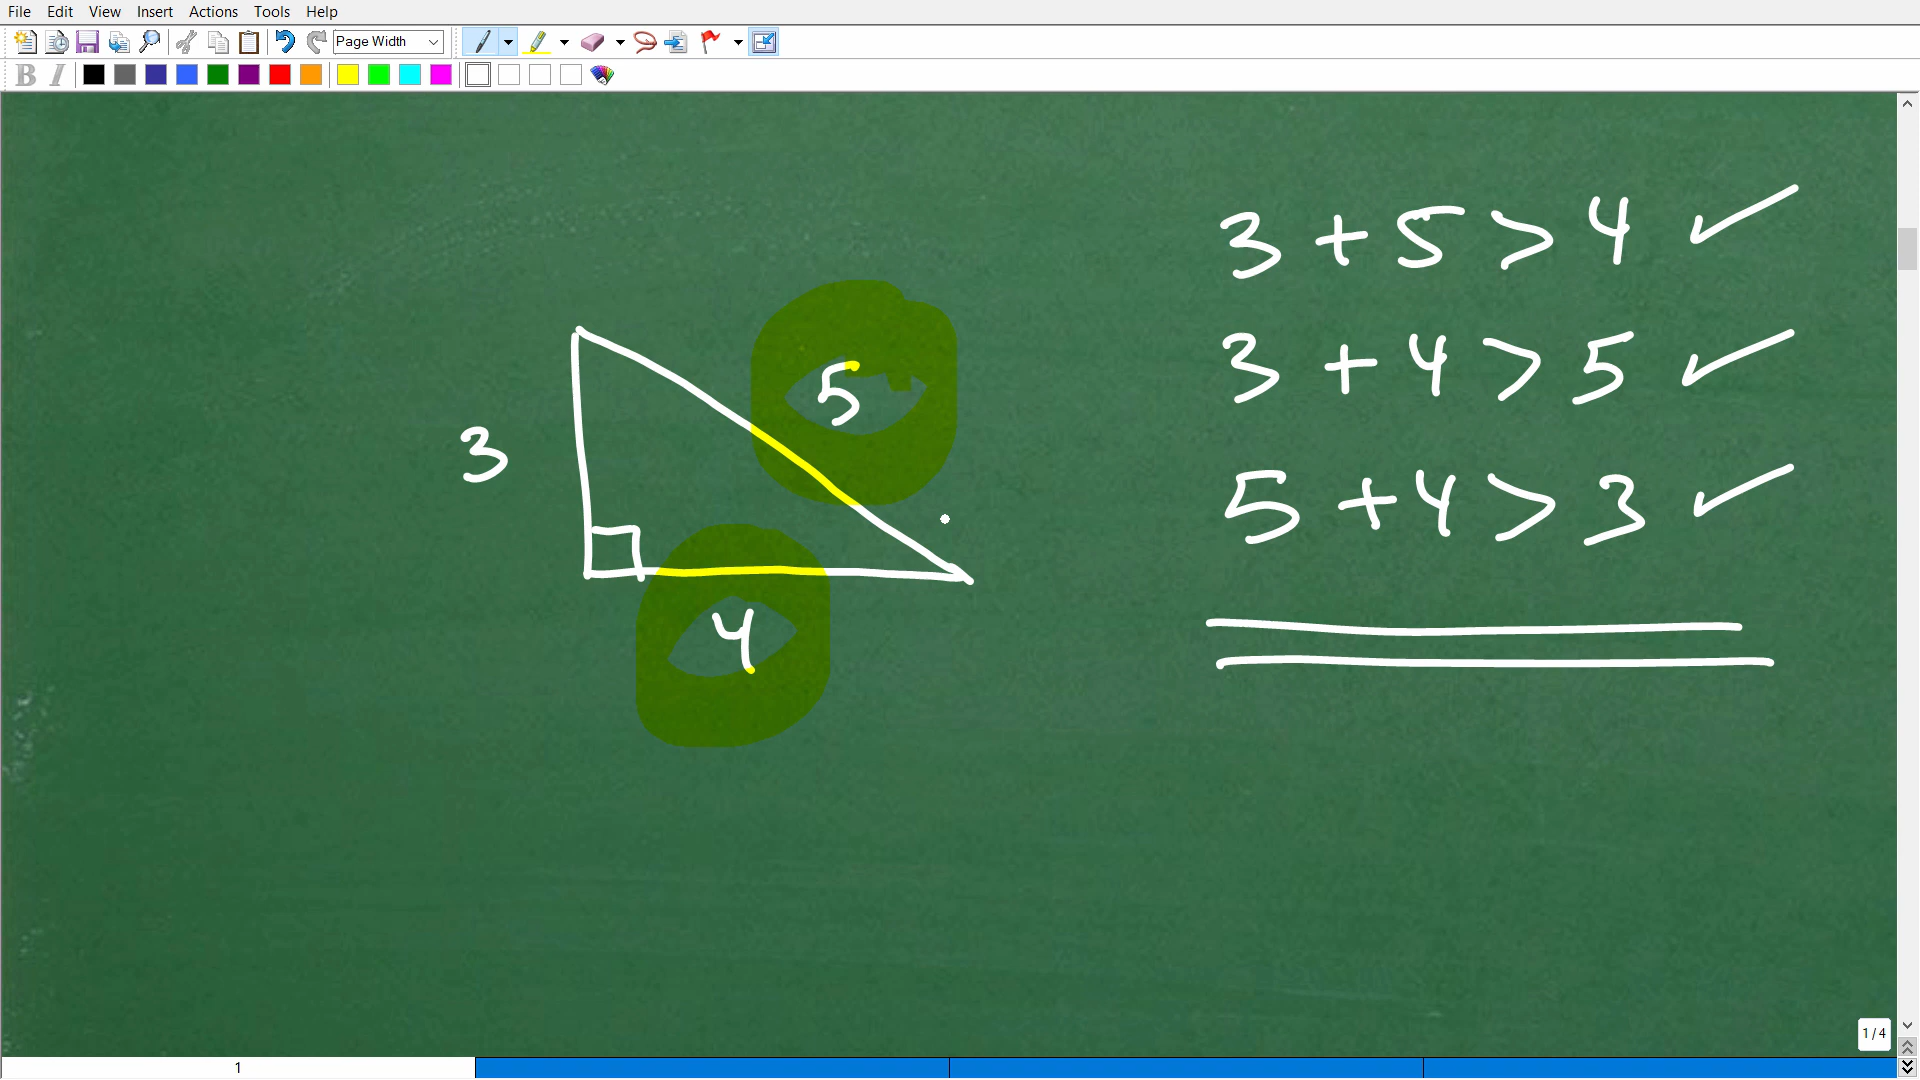 File Edit View Insert Actions Tools Help
Page Width
B I
3 + 5 > 4 ✓
3 + 4 > 5 ✓
5 + 4 > 3 ✓
5
3
4
1 / 4
1